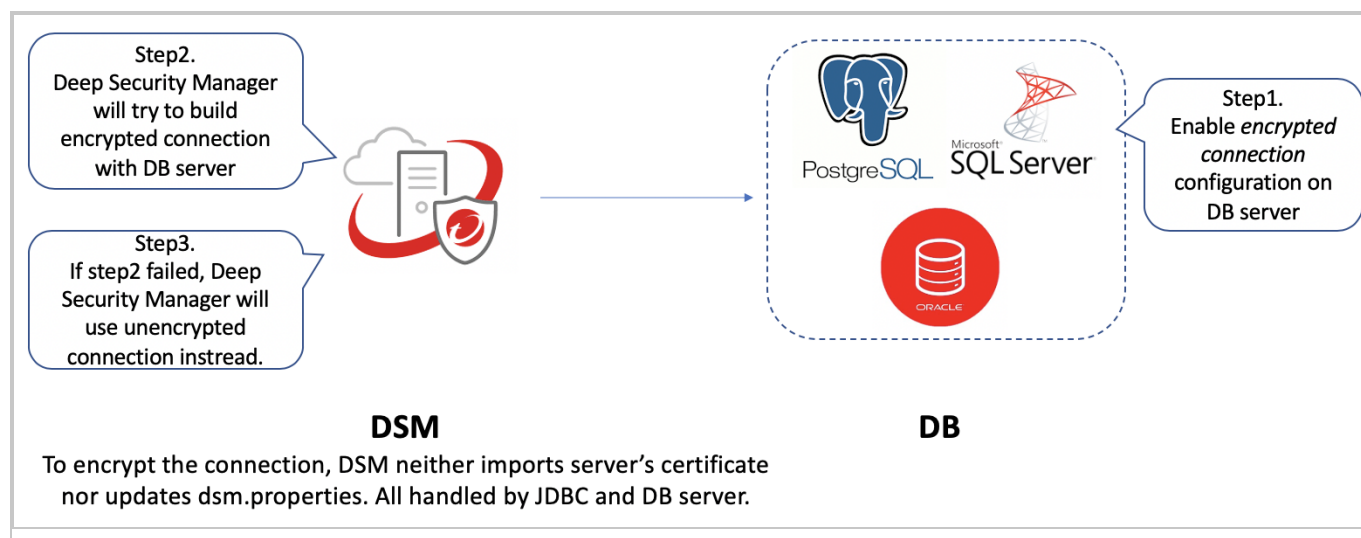 Step2.
Deep Security Manager
will try to build
encrypted connection
with DB server
Step3.
If step2 failed, Deep
Security Manager will
use unencrypted
connection instread.
PostgreSQL
Microsoft®
SQL Server
ORACLE
Step1.
Enable encrypted
connection
configuration on
DB server
DSM
DB
To encrypt the connection, DSM neither imports server’s certificate
nor updates dsm.properties. All handled by JDBC and DB server.